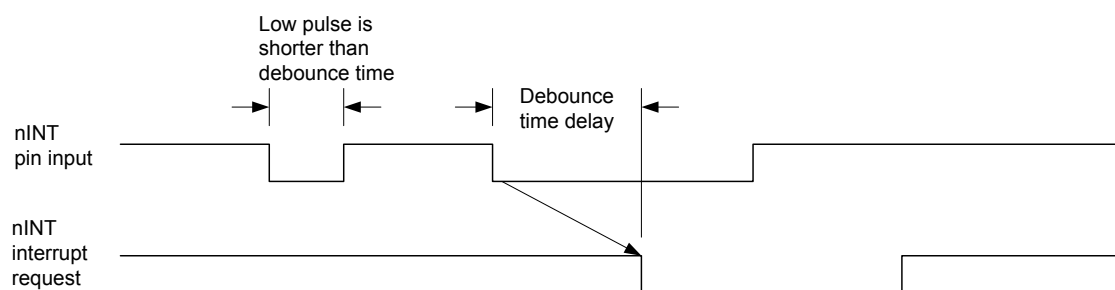 Low pulse is
shorter than
debounce time
Debounce
time delay
nINT
pin input
nINT
interrupt
request